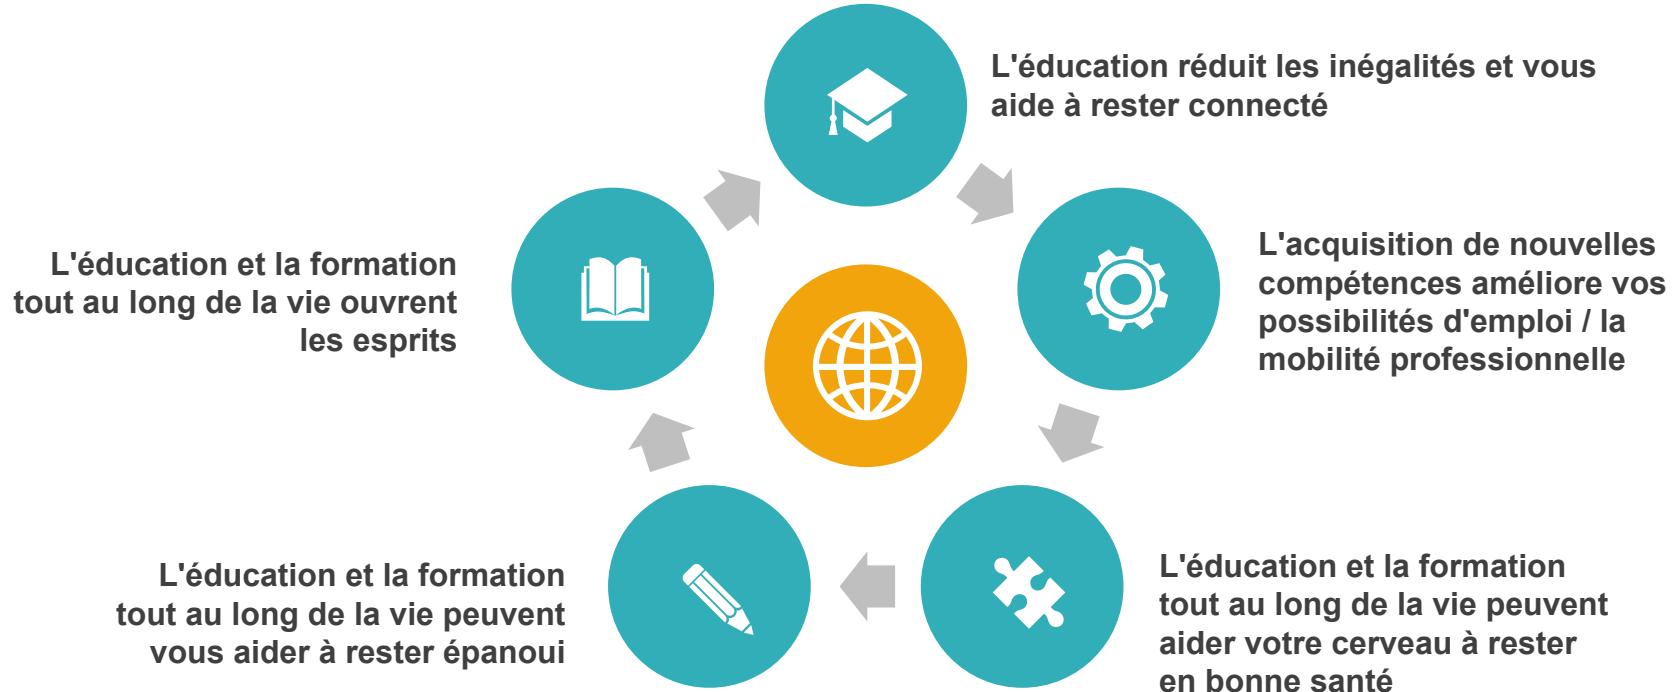 L'éducation réduit les inégalités et vous
aide à rester connecté
L'acquisition de nouvelles
compétences améliore vos
possibilités d'emploi / la
mobilité professionnelle
L'éducation et la formation
tout au long de la vie peuvent
aider votre cerveau à rester
en bonne santé
L'éducation et la formation
tout au long de la vie peuvent
vous aider à rester épanoui
L'éducation et la formation
tout au long de la vie ouvrent
les esprits